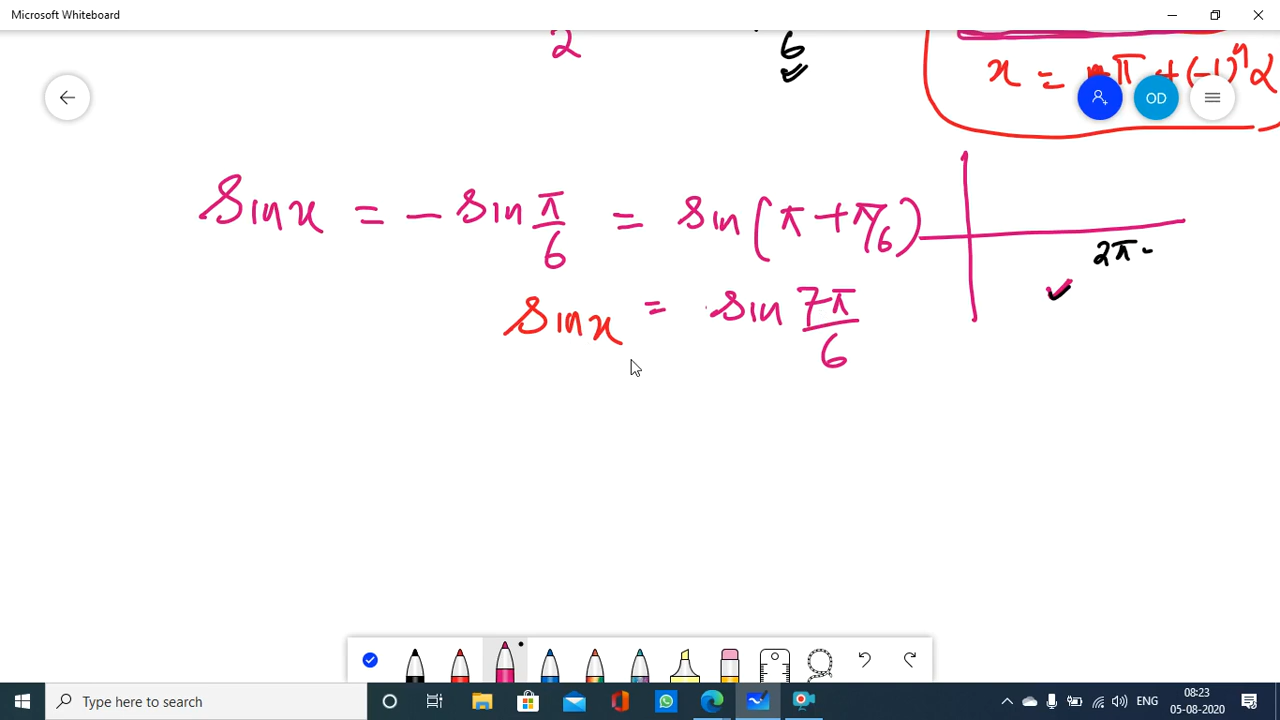 Microsoft Whiteboard
2
6
x = nπ + (-1)^n α
OD
Sinx = - Sin π/6 = Sin(π + π/6)
2π -
Sinx = Sin 7π/6
Type here to search
ENG
08:23
05-08-2020